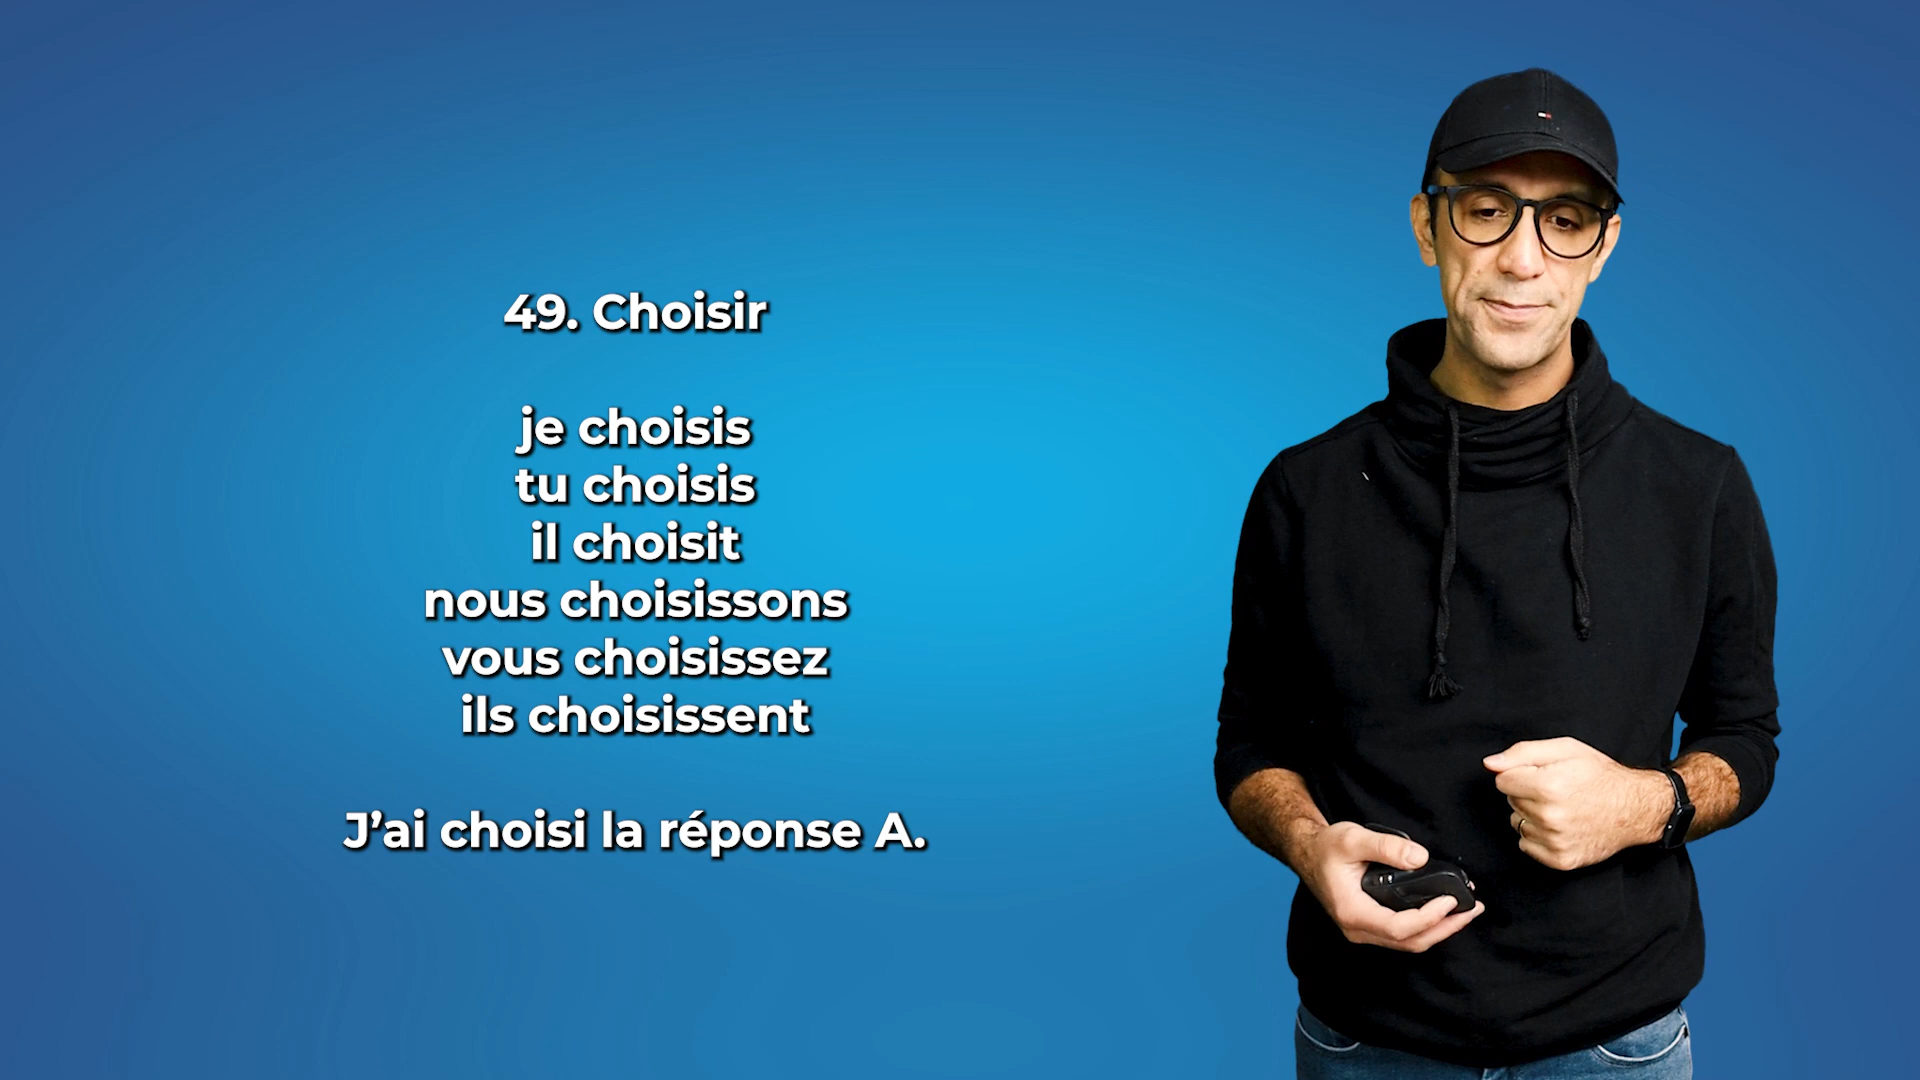 49. Choisir
je choisis
tu choisis
il choisit
nous choisissons
vous choisissez
ils choisissent
J’ai choisi la réponse A.